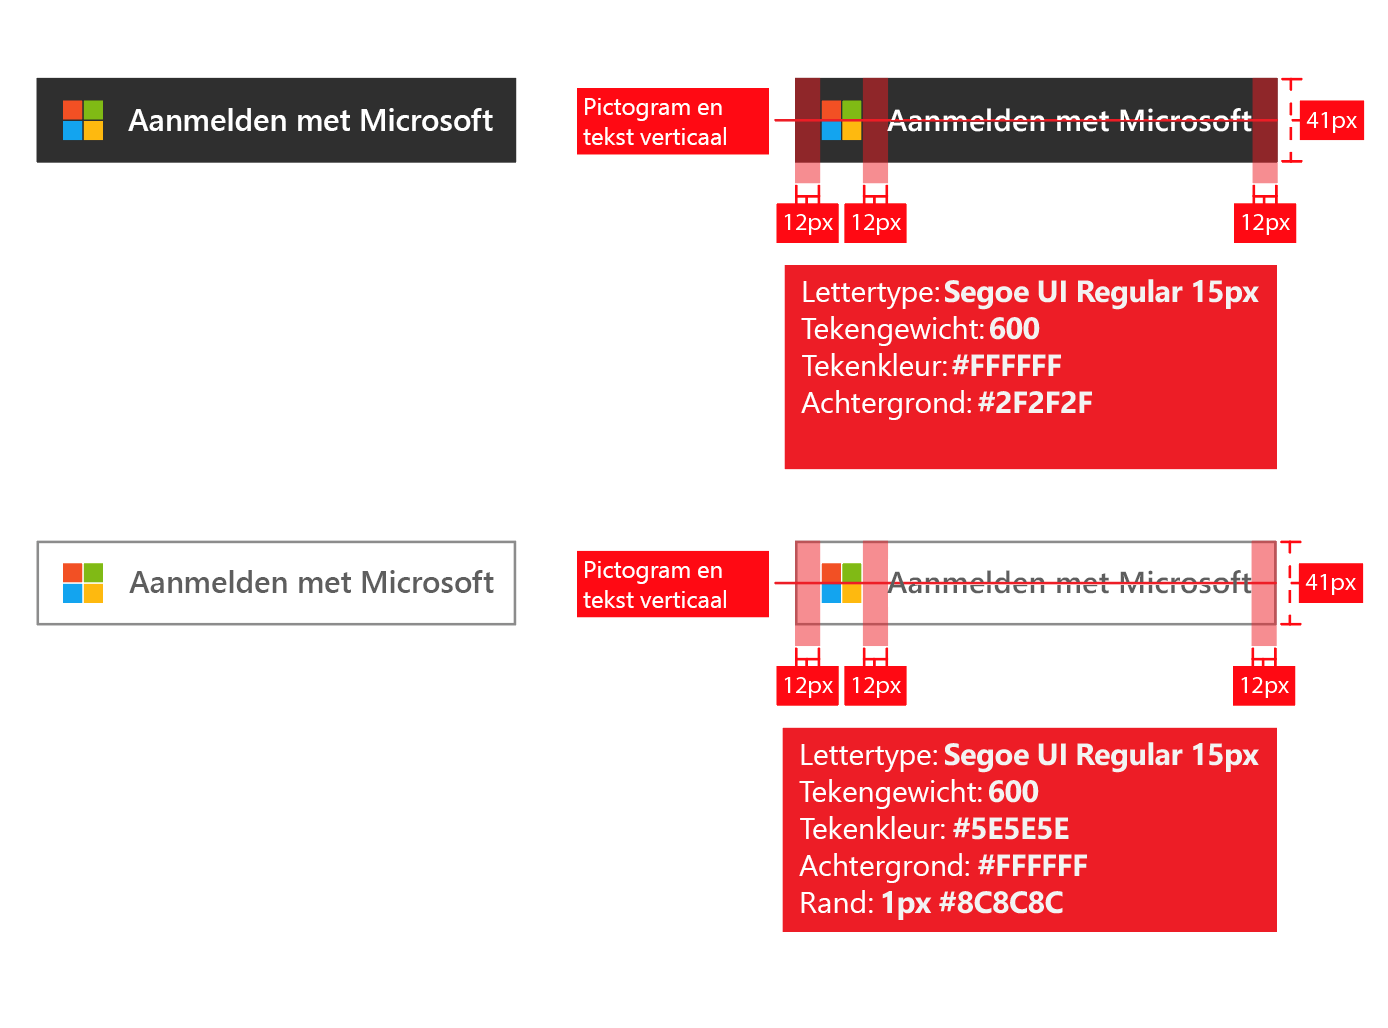 Aanmelden met Microsoft
Pictogram en
tekst verticaal
Aanmelden met Microsoft
41px
12px
12px
12px
Lettertype: Segoe UI Regular 15px
Tekengewicht: 600
Tekenkleur: #FFFFFF
Achtergrond: #2F2F2F
Aanmelden met Microsoft
Pictogram en
tekst verticaal
Aanmelden met Microsoft
41px
12px
12px
12px
Lettertype: Segoe UI Regular 15px
Tekengewicht: 600
Tekenkleur: #5E5E5E
Achtergrond: #FFFFFF
Rand: 1px #8C8C8C